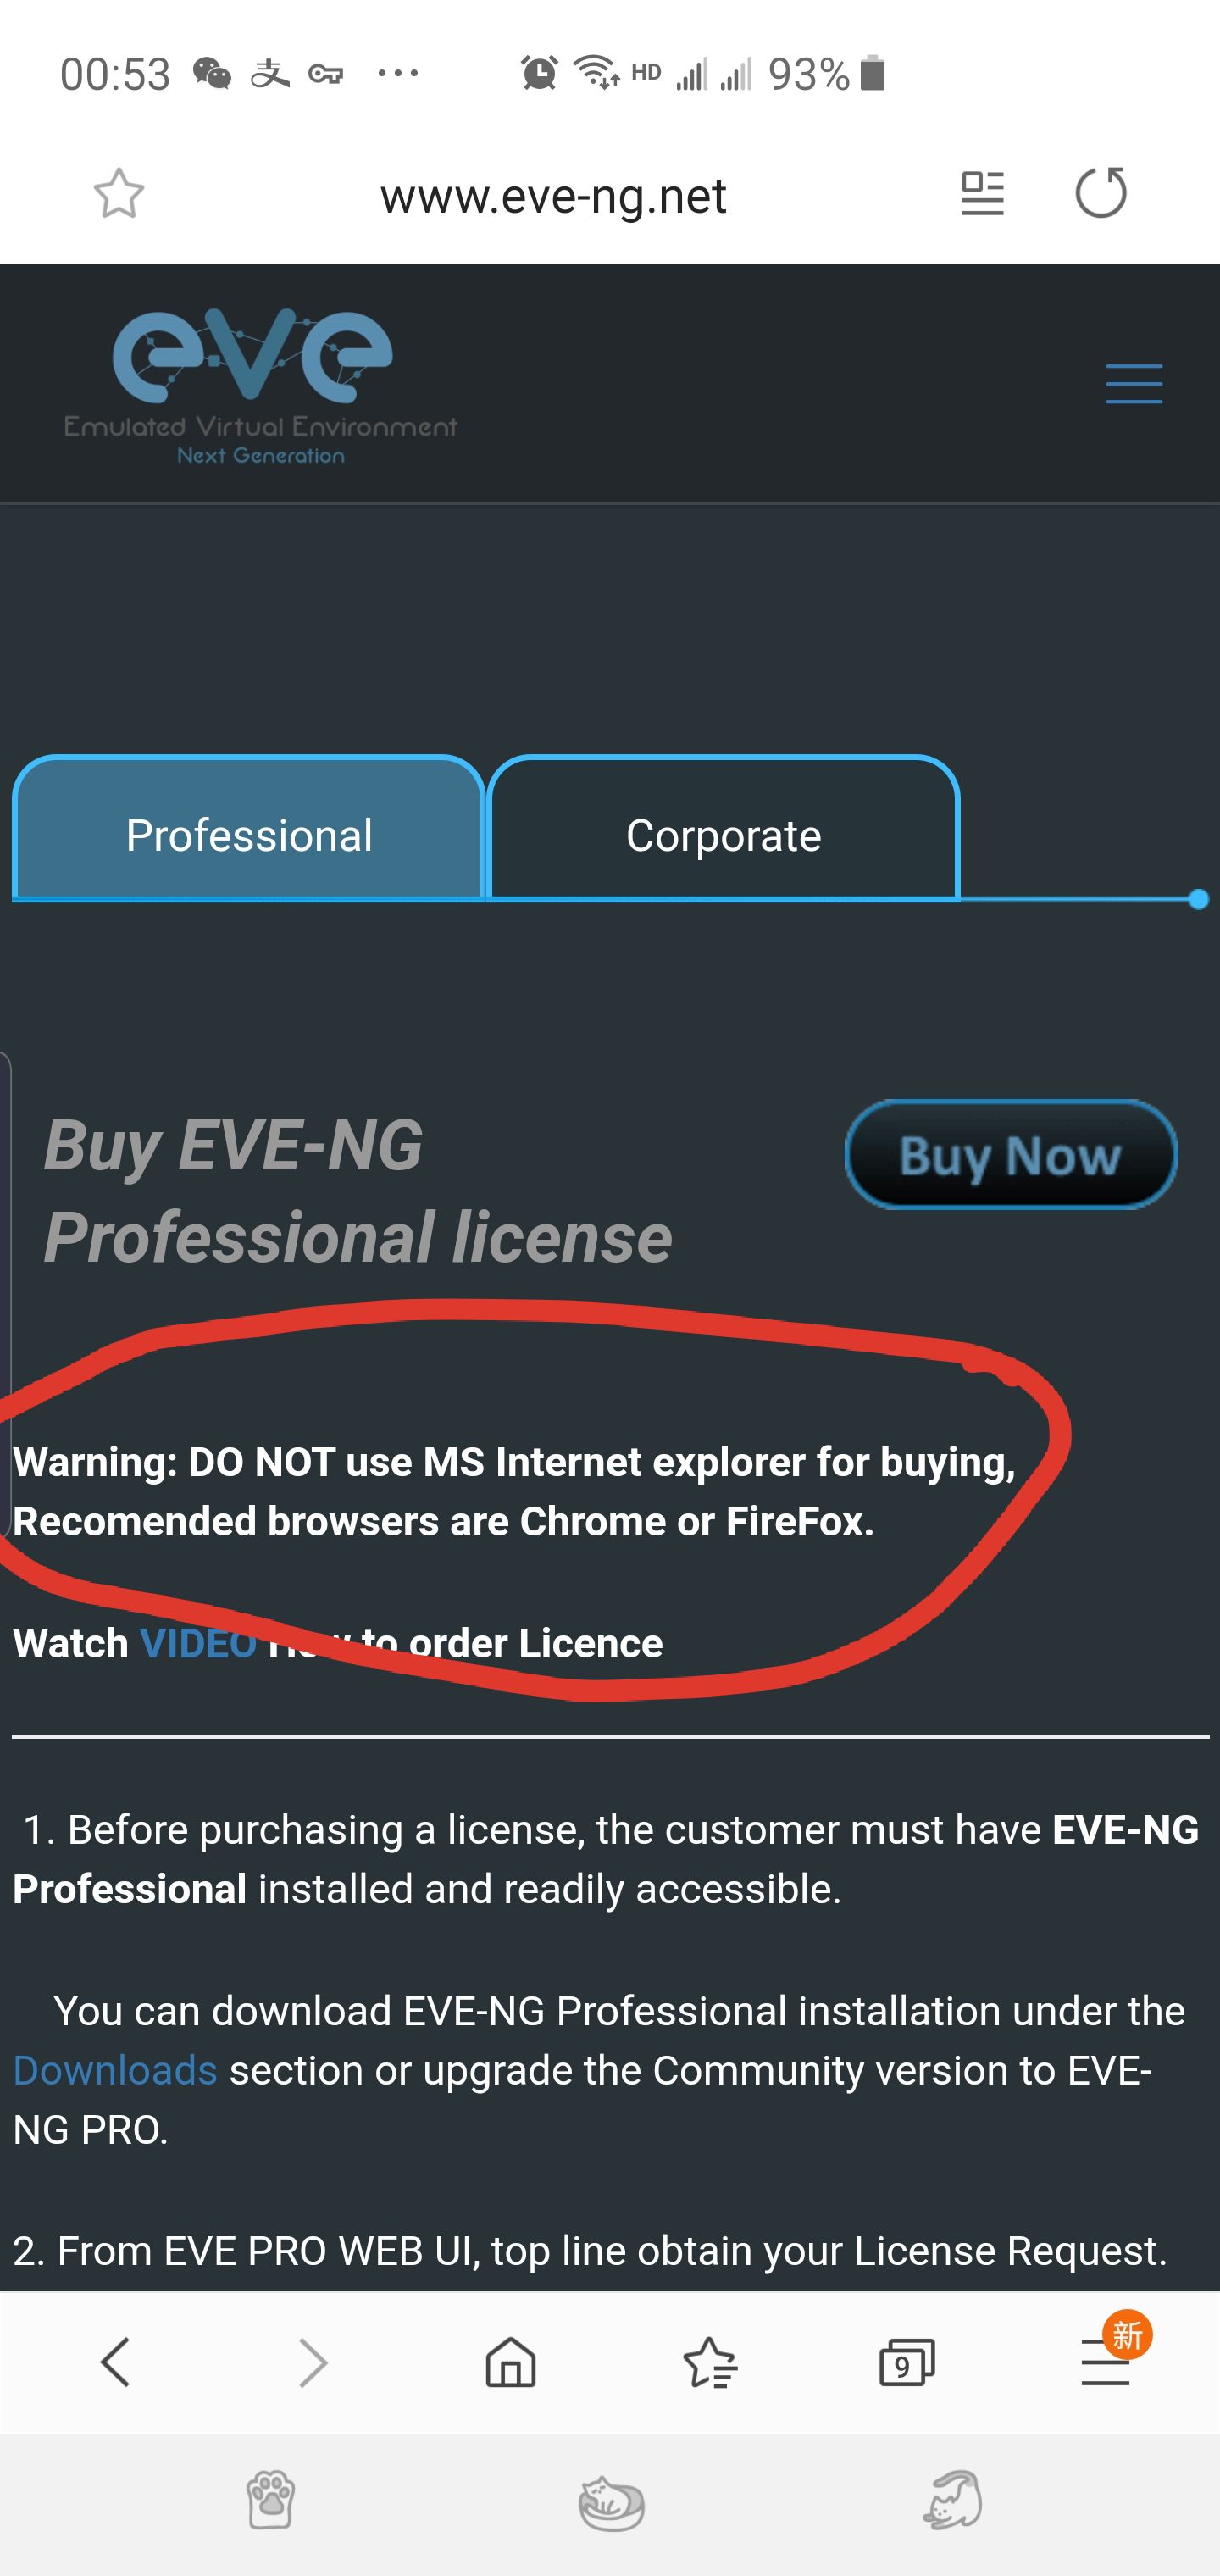 00:53 支 ... HD 93%
www.eve-ng.net
eve
Emulated Virtual Environment
Next Generation
Professional Corporate
Buy EVE-NG
Professional license
Buy Now
Warning: DO NOT use MS Internet explorer for buying,
Recomended browsers are Chrome or FireFox.
Watch VIDEO How to order Licence
1. Before purchasing a license, the customer must have EVE-NG
Professional installed and readily accessible.
You can download EVE-NG Professional installation under the
Downloads section or upgrade the Community version to EVE-
NG PRO.
2. From EVE PRO WEB UI, top line obtain your License Request.
9 新